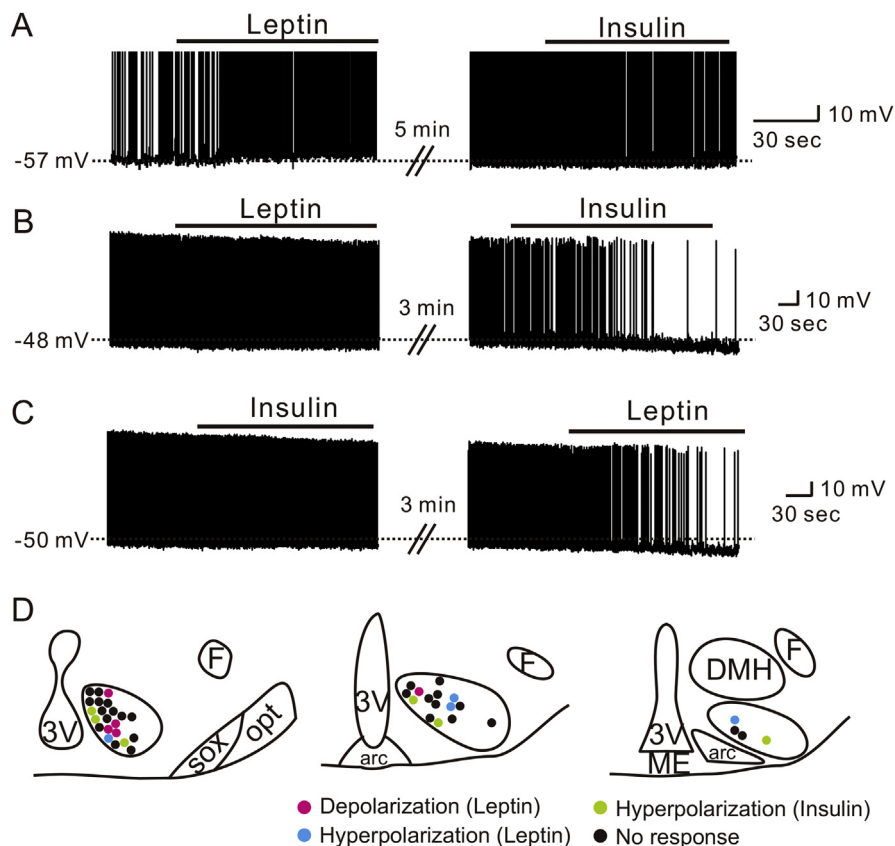 A
Leptin
Insulin
5 min
10 mV
30 sec
-57 mV
B
Leptin
Insulin
3 min
10 mV
30 sec
-48 mV
C
Insulin
Leptin
3 min
10 mV
30 sec
-50 mV
D
3V
F
sox
opt
3V
F
arc
DMH
F
3V
ME
arc
Depolarization (Leptin)
Hyperpolarization (Insulin)
Hyperpolarization (Leptin)
No response